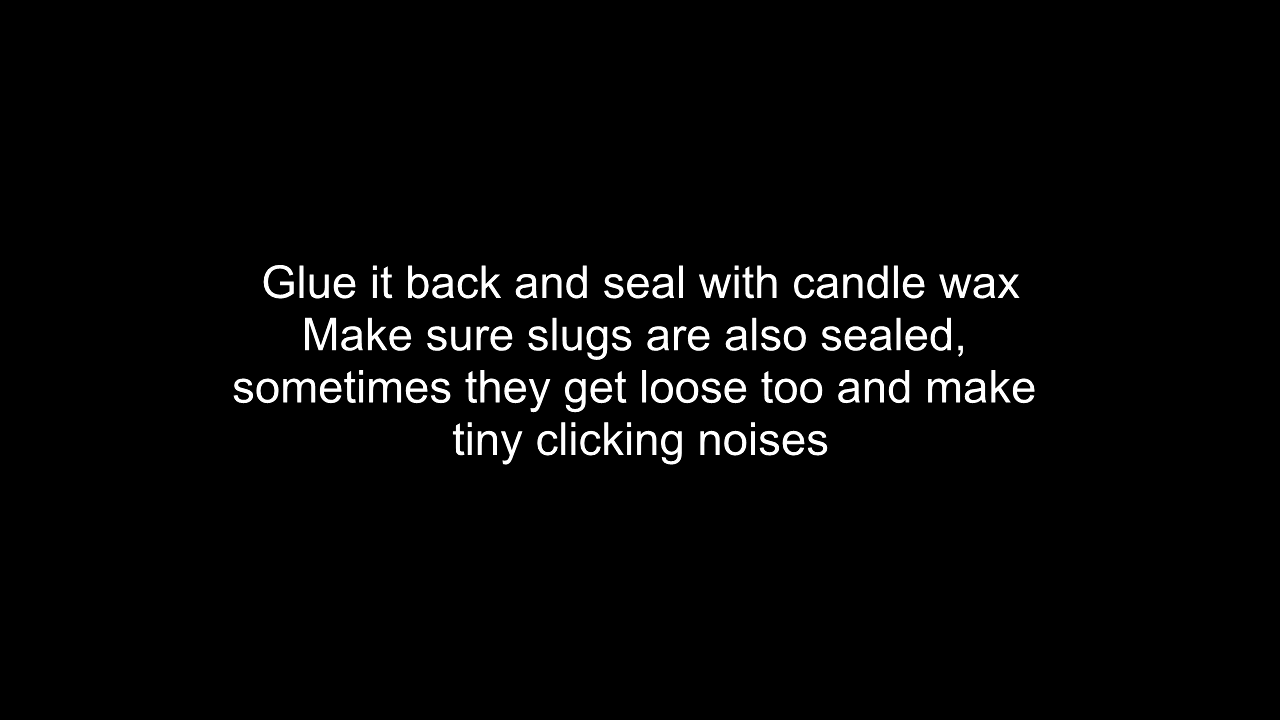 Glue it back and seal with candle wax
Make sure slugs are also sealed,
sometimes they get loose too and make
tiny clicking noises